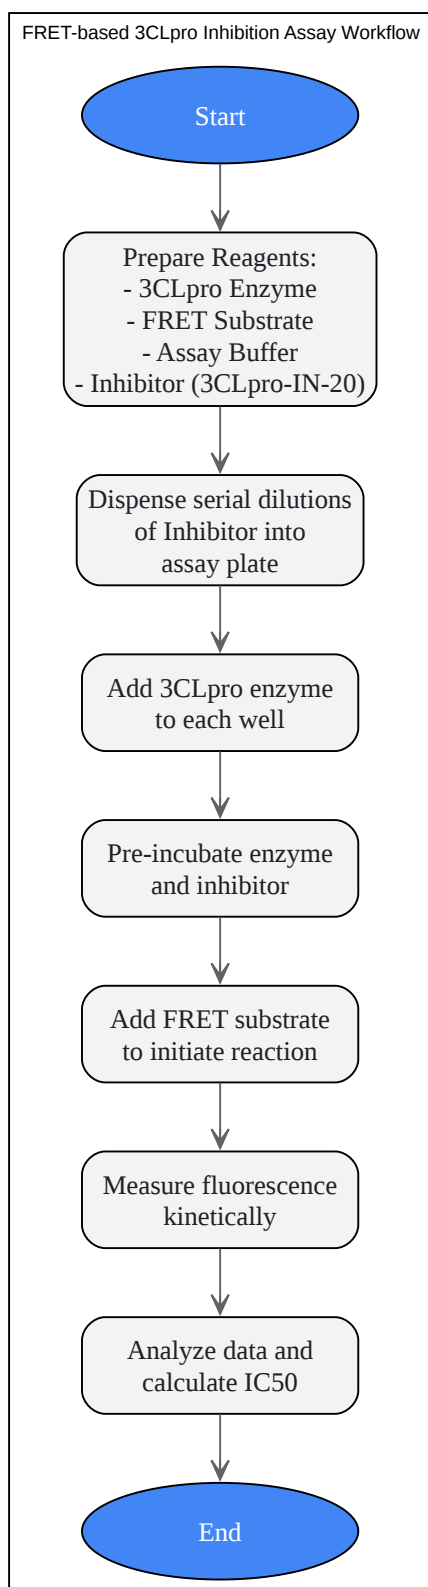 FRET-based 3CLpro Inhibition Assay Workflow
Start
Prepare Reagents:
- 3CLpro Enzyme
- FRET Substrate
- Assay Buffer
- Inhibitor (3CLpro-IN-20)
Dispense serial dilutions
of Inhibitor into
assay plate
Add 3CLpro enzyme
to each well
Pre-incubate enzyme
and inhibitor
Add FRET substrate
to initiate reaction
Measure fluorescence
kinetically
Analyze data and
calculate IC50
End